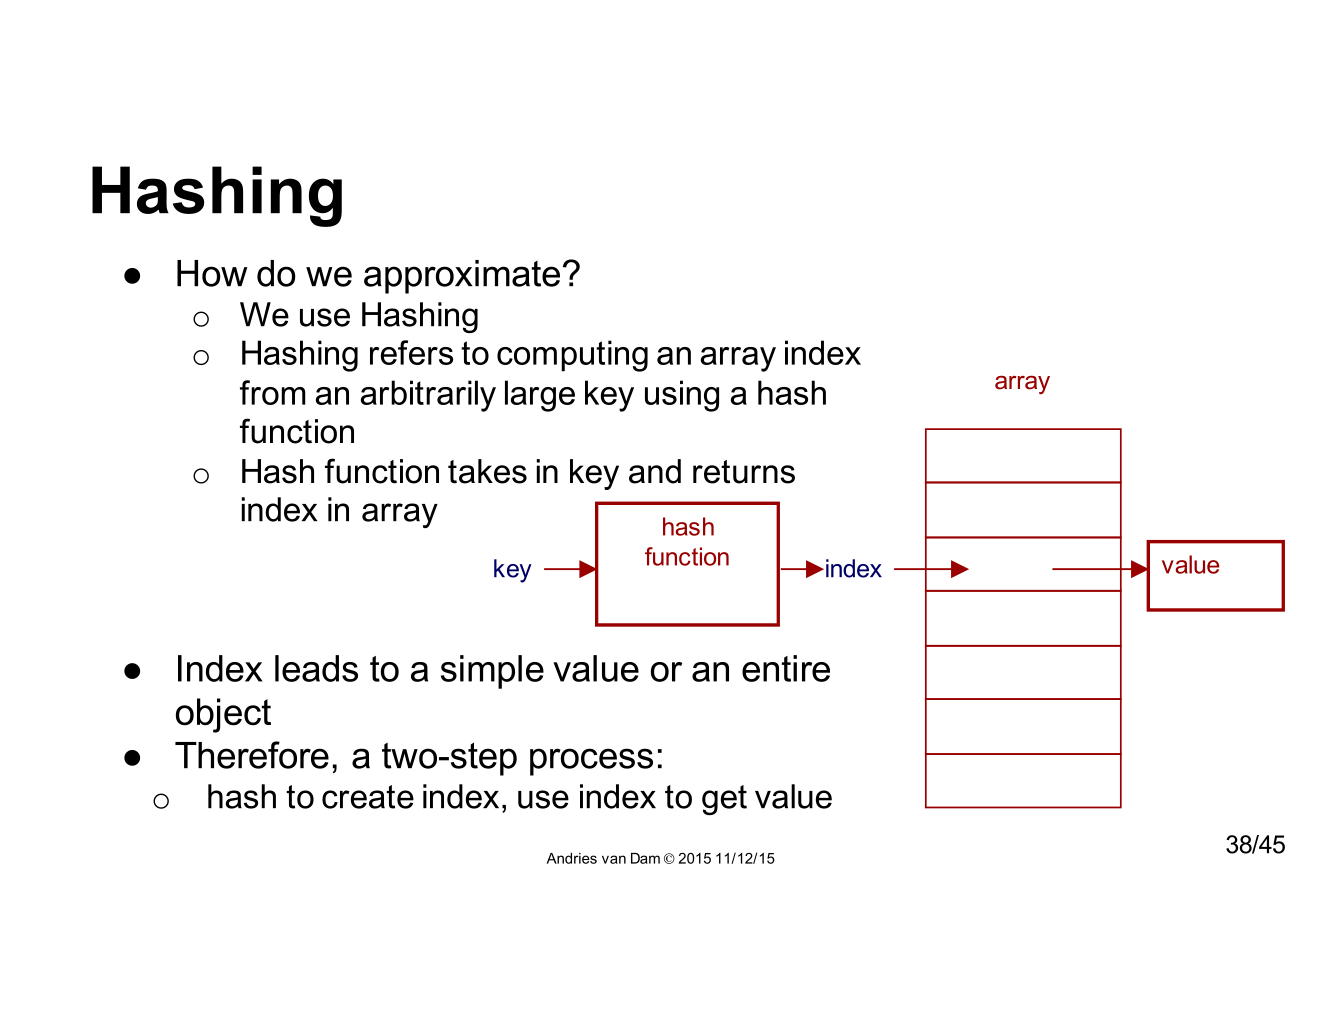 Hashing
● How do we approximate?
○ We use Hashing
○ Hashing refers to computing an array index
from an arbitrarily large key using a hash
function
○ Hash function takes in key and returns
index in array
key
hash
function
index
array
value
● Index leads to a simple value or an entire
object
● Therefore, a two-step process:
○ hash to create index, use index to get value
Andries van Dam © 2015 11/12/15
38/45